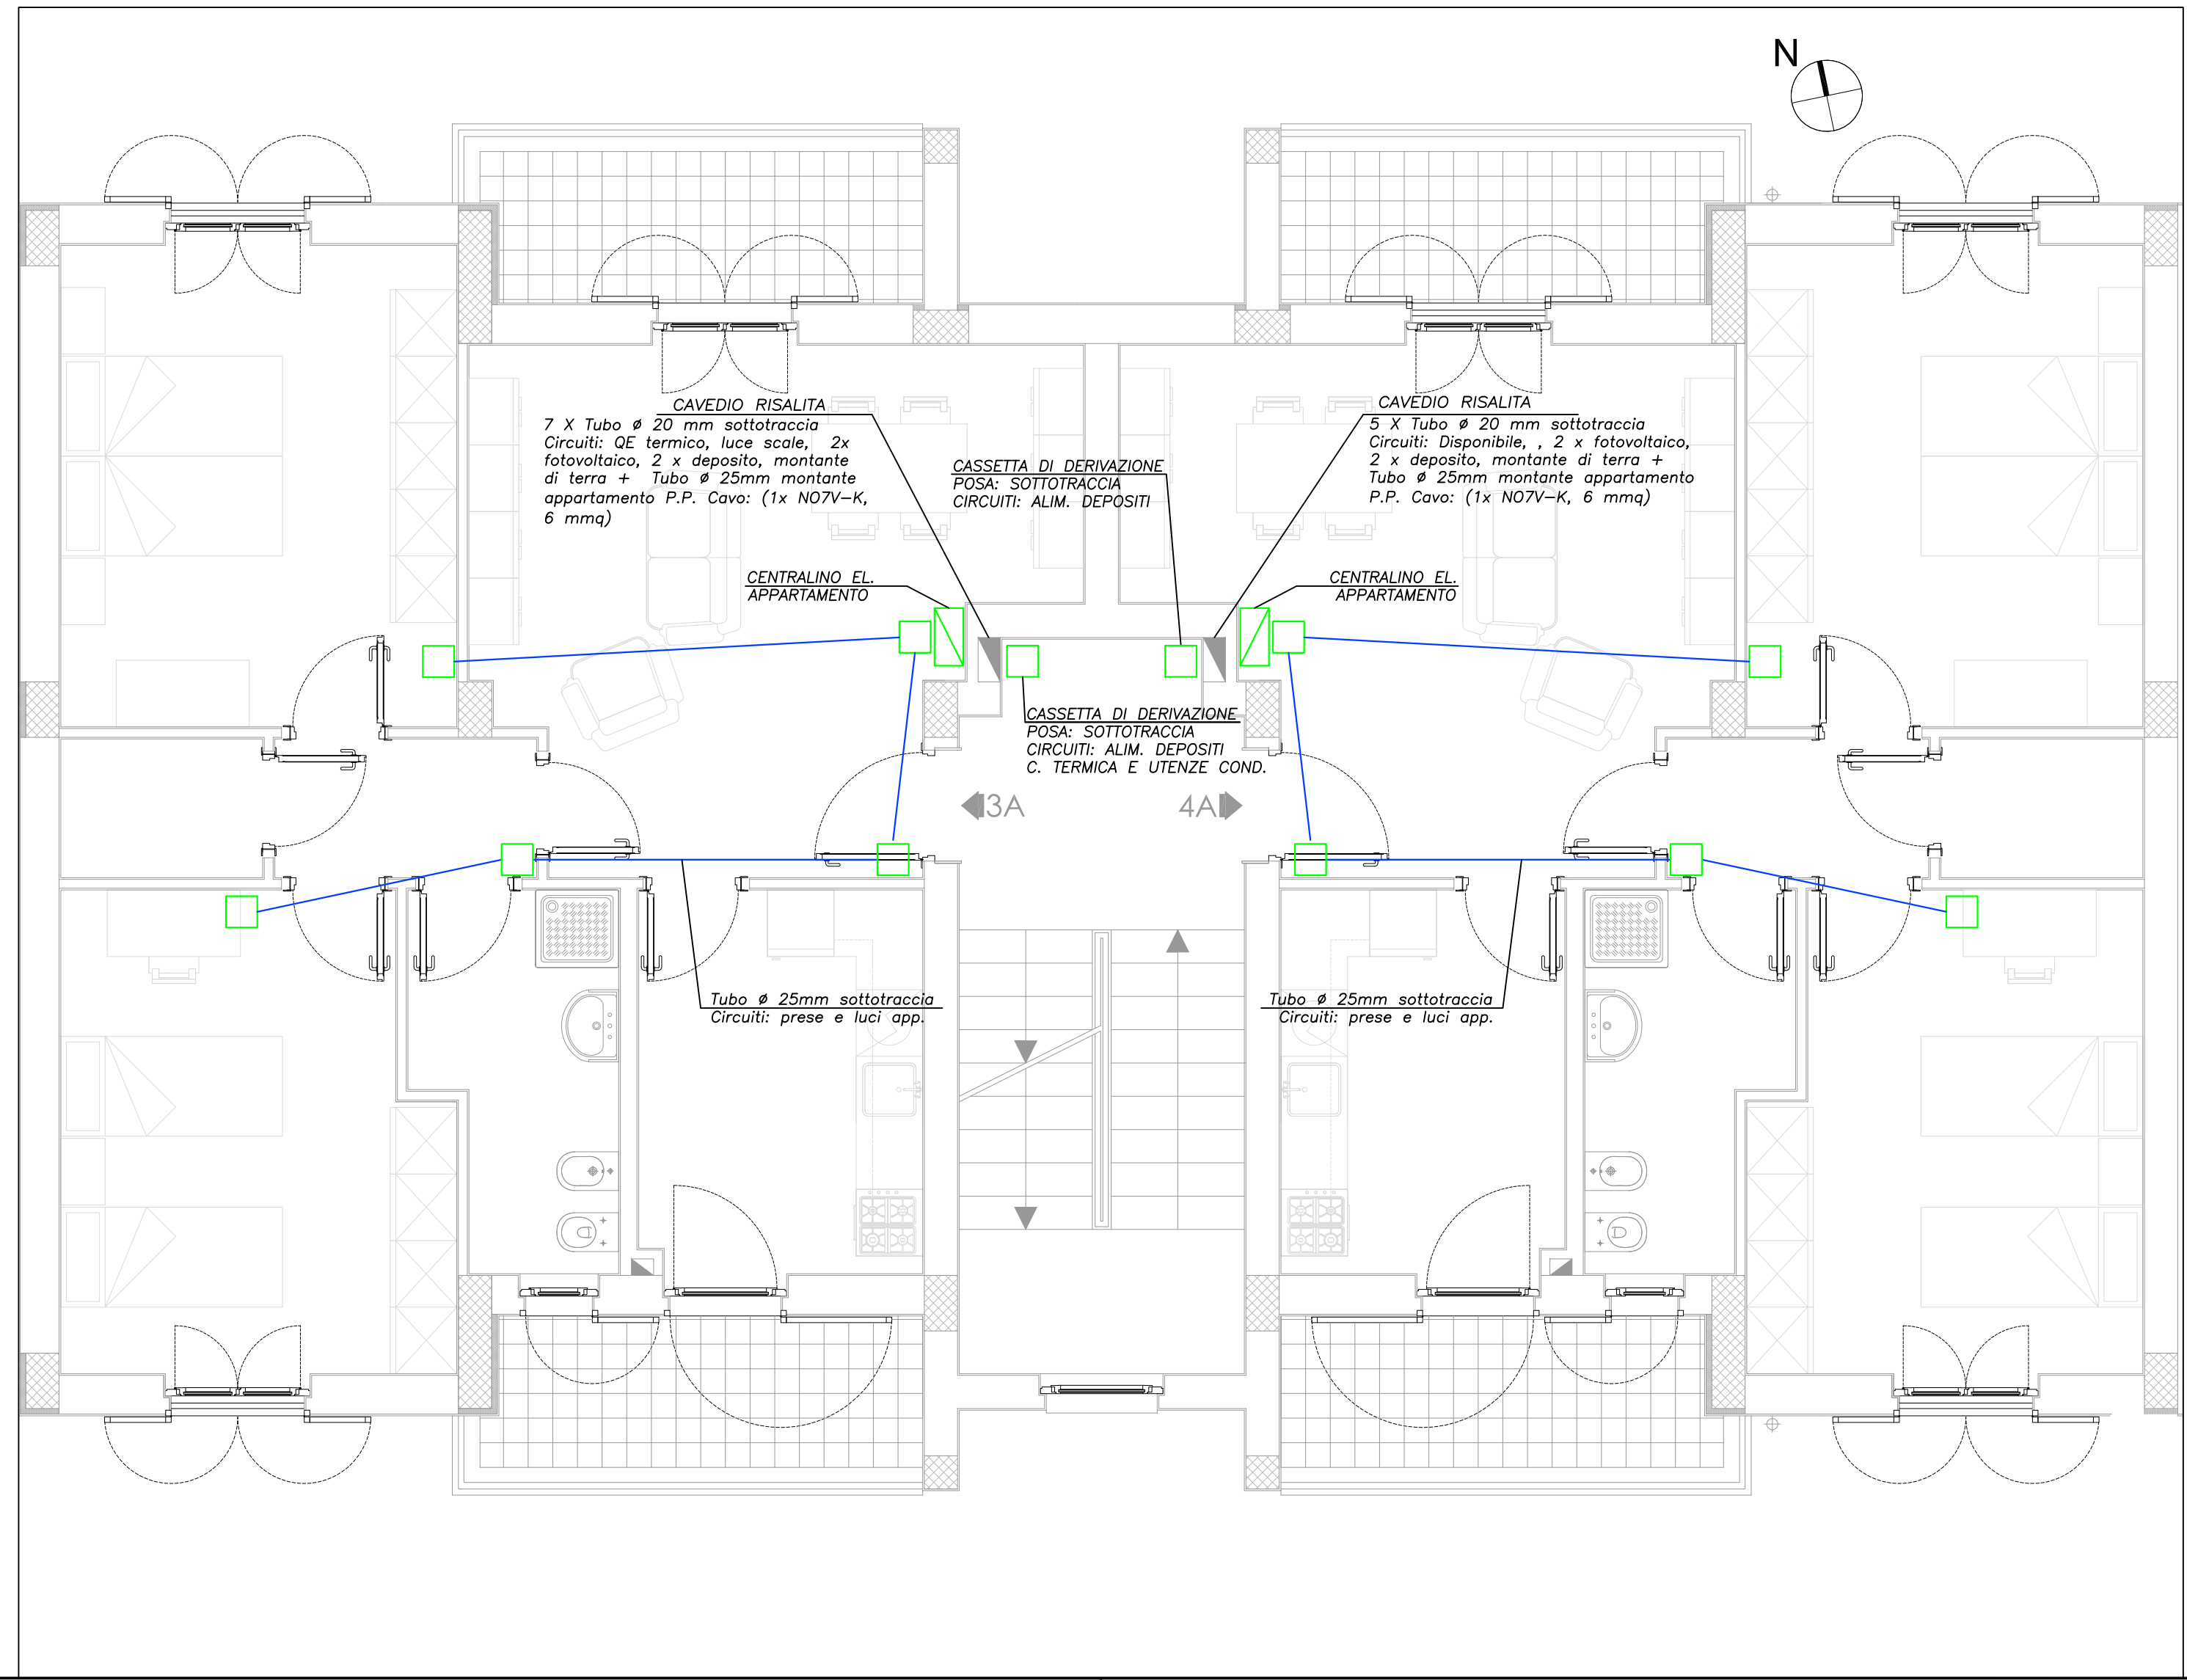 N
CAVEDIO RISALITA
7 X Tubo ø 20 mm sottotraccia
Circuiti: QE termico, luce scale, 2x
fotovoltaico, 2 x deposito, montante
di terra + Tubo ø 25mm montante
appartamento P.P. Cavo: (1x NO7V-K,
6 mmq)
CASSETTA DI DERIVAZIONE
POSA: SOTTOTRACCIA
CIRCUITI: ALIM. DEPOSITI
CAVEDIO RISALITA
5 X Tubo ø 20 mm sottotraccia
Circuiti: Disponibile, , 2 x fotovoltaico,
2 x deposito, montante di terra +
Tubo ø 25mm montante appartamento
P.P. Cavo: (1x NO7V-K, 6 mmq)
CENTRALINO EL.
APPARTAMENTO
CENTRALINO EL.
APPARTAMENTO
CASSETTA DI DERIVAZIONE
POSA: SOTTOTRACCIA
CIRCUITI: ALIM. DEPOSITI
C. TERMICA E UTENZE COND.
3A
4A
Tubo ø 25mm sottotraccia
Circuiti: prese e luci app.
Tubo ø 25mm sottotraccia
Circuiti: prese e luci app.